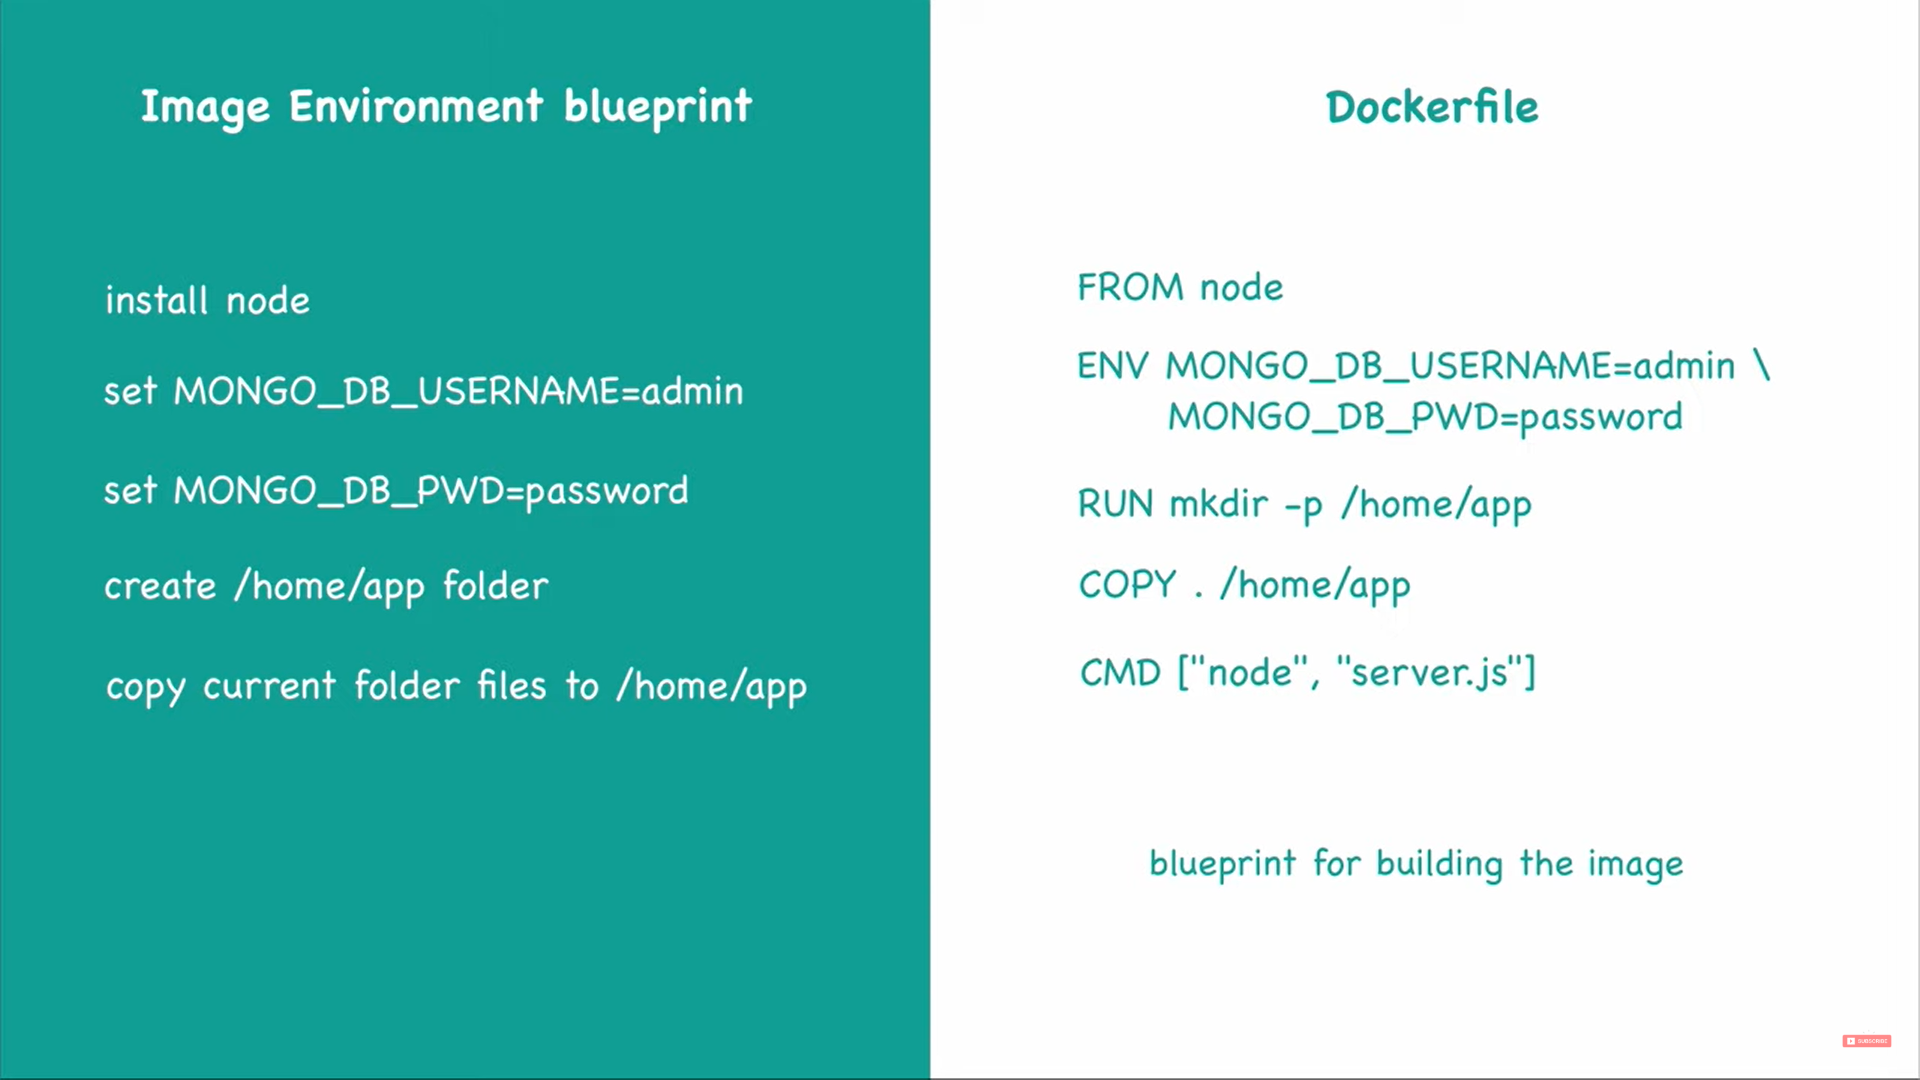 Image Environment blueprint
install node
set MONGO_DB_USERNAME=admin
set MONGO_DB_PWD=password
create /home/app folder
copy current folder files to /home/app
Dockerfile
FROM node
ENV MONGO_DB_USERNAME=admin \
MONGO_DB_PWD=password
RUN mkdir -p /home/app
COPY . /home/app
CMD ["node", "server.js"]
blueprint for building the image
SUBSCRIBE